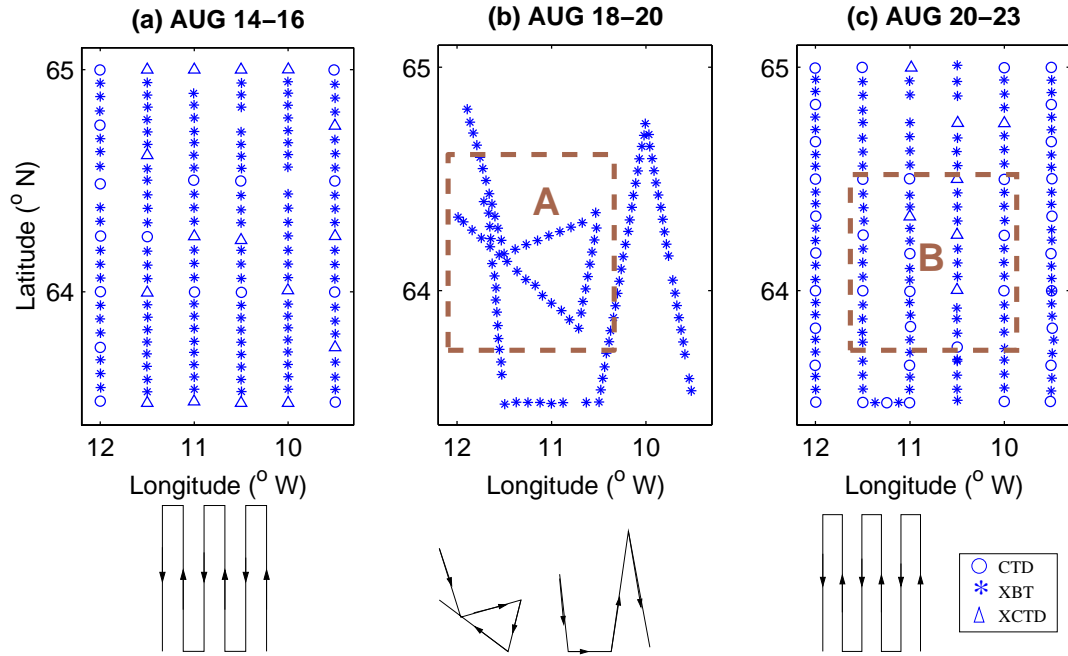 (a) AUG 14–16
(b) AUG 18–20
(c) AUG 20–23
65
64
12 11 10
Longitude (° W)
Latitude (° N)
65
64
12 11 10
Longitude (° W)
A
65
64
12 11 10
Longitude (° W)
B
CTD
XBT
XCTD